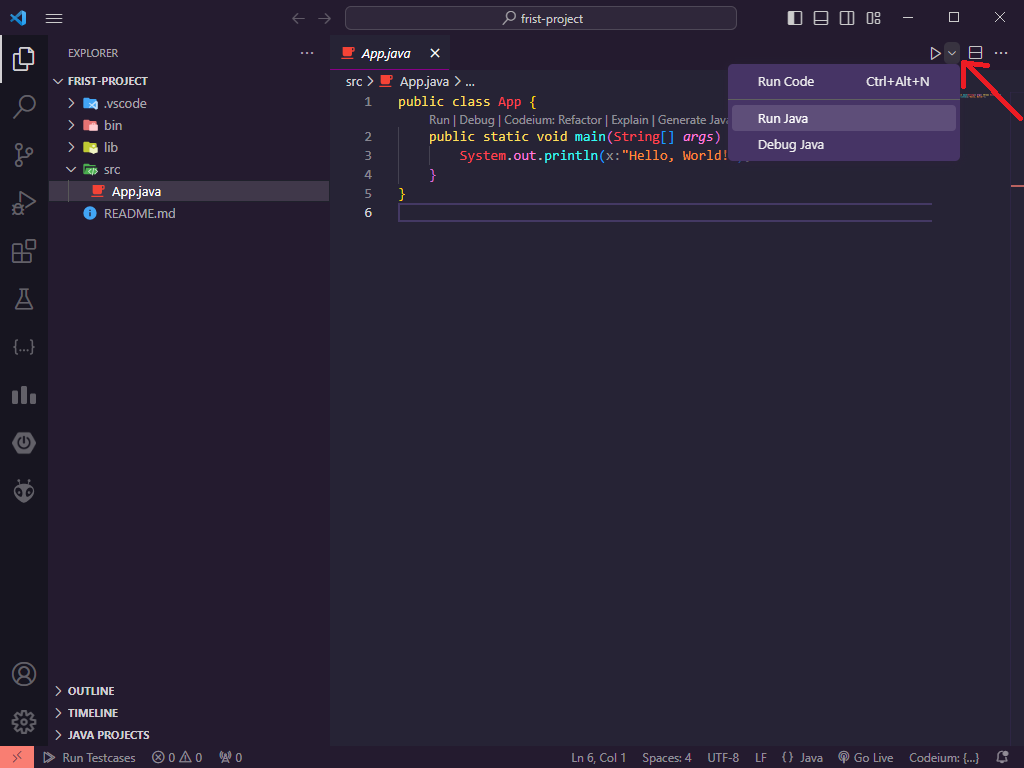 frist-project
EXPLORER
FRIST-PROJECT
.vscode
bin
lib
src
App.java
README.md
OUTLINE
TIMELINE
JAVA PROJECTS
App.java
src > App.java > ...
Run Code Ctrl+Alt+N
Run Java
Debug Java
1 public class App {
Run | Debug | Codeium: Refactor | Explain | Generate Java
2 public static void main(String[] args)
3 System.out.println(x:"Hello, World!
4 }
5 }
6
Run Testcases 0 0 0
Ln 6, Col 1 Spaces: 4 UTF-8 LF {} Java Go Live Codeium: {...}